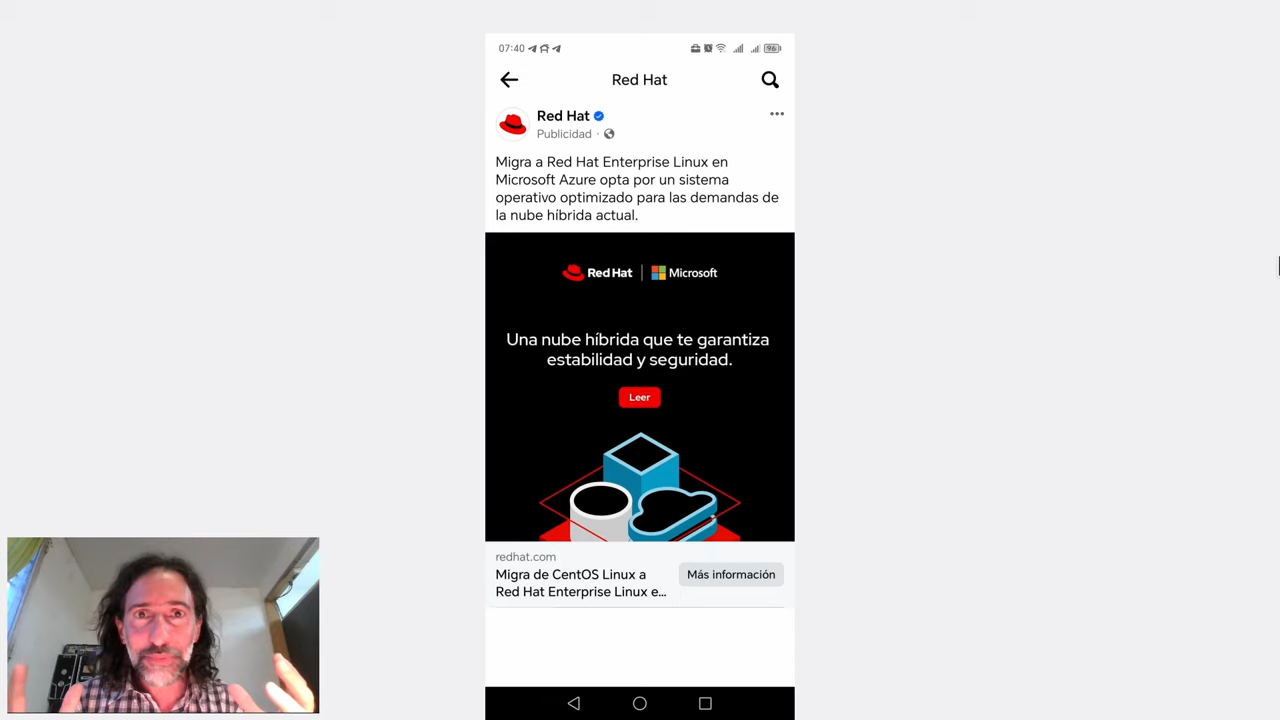 07:40
96
Red Hat
Red Hat
Publicidad ·
Migra a Red Hat Enterprise Linux en
Microsoft Azure opta por un sistema
operativo optimizado para las demandas de
la nube híbrida actual.
Red Hat | Microsoft
Una nube híbrida que te garantiza
estabilidad y seguridad.
Leer
redhat.com
Migra de CentOS Linux a
Red Hat Enterprise Linux e...
Más información